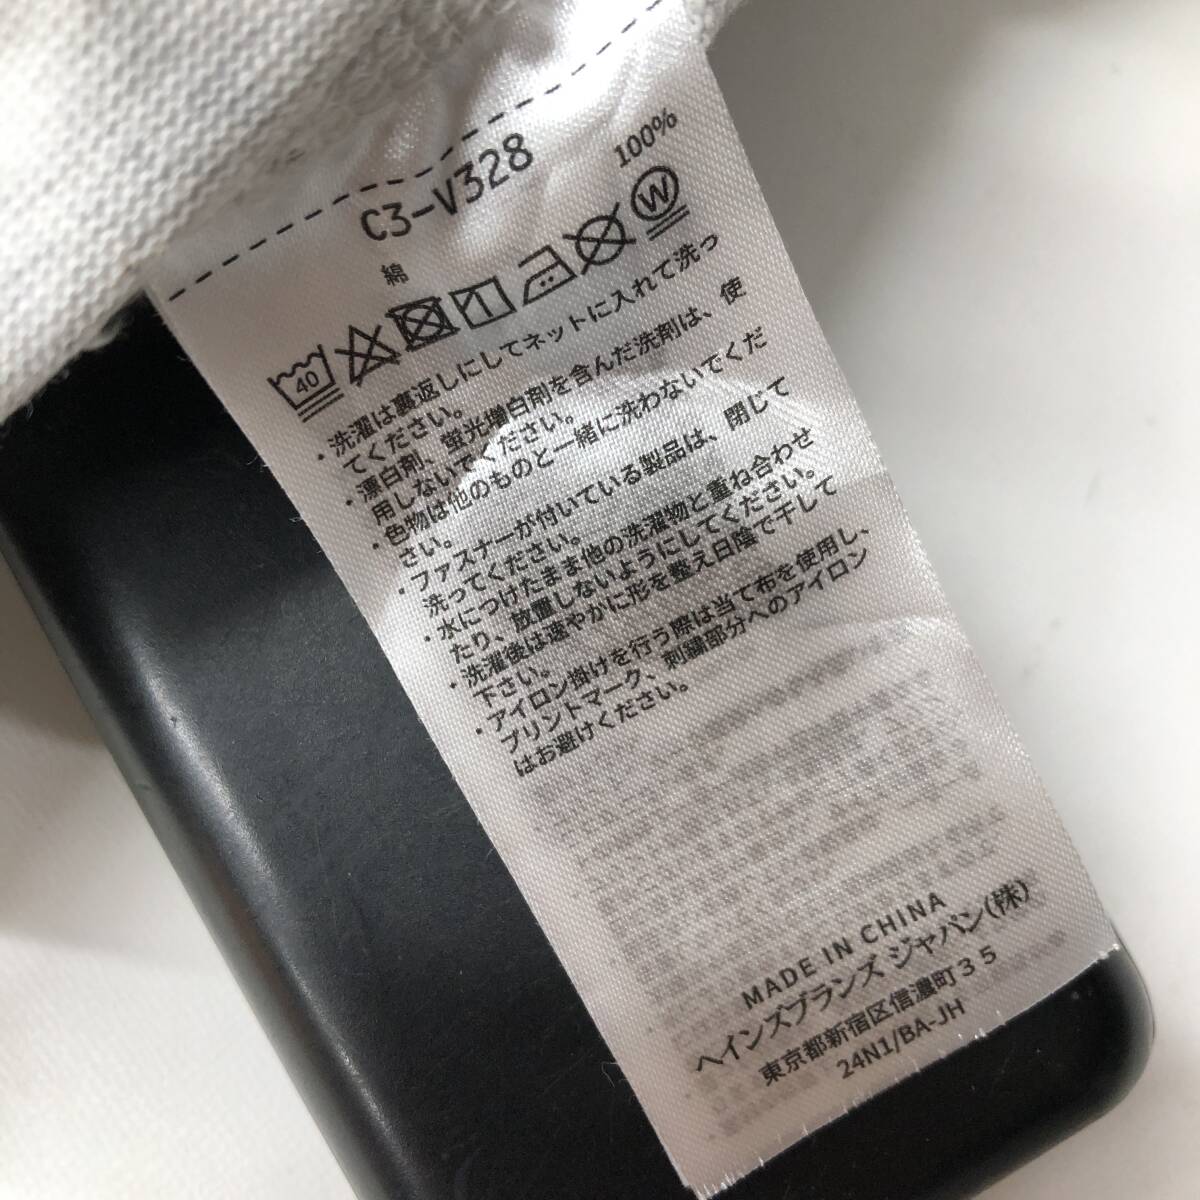 C3-V328
綿 100%
40 W
・洗濯は裏返しにしてネットに入れて洗っ
てください。
・漂白剤、蛍光増白剤を含んだ洗剤は、使
用しないでください。
・色物は他のものと一緒に洗わないでくだ
さい。
・ファスナーが付いている製品は、閉じて
洗ってください。
・水につけたまま他の洗濯物と重ね合わせ
たり、放置しないようにしてください。
・洗濯後は速やかに形を整え日陰で干して
下さい。
・アイロン掛けを行う際は当て布を使用し、
プリントマーク、刺繍部分へのアイロン
はお避けください。
MADE IN CHINA
ヘインズブランズ ジャパン(株)
東京都新宿区信濃町３５
24N1/BA-JH